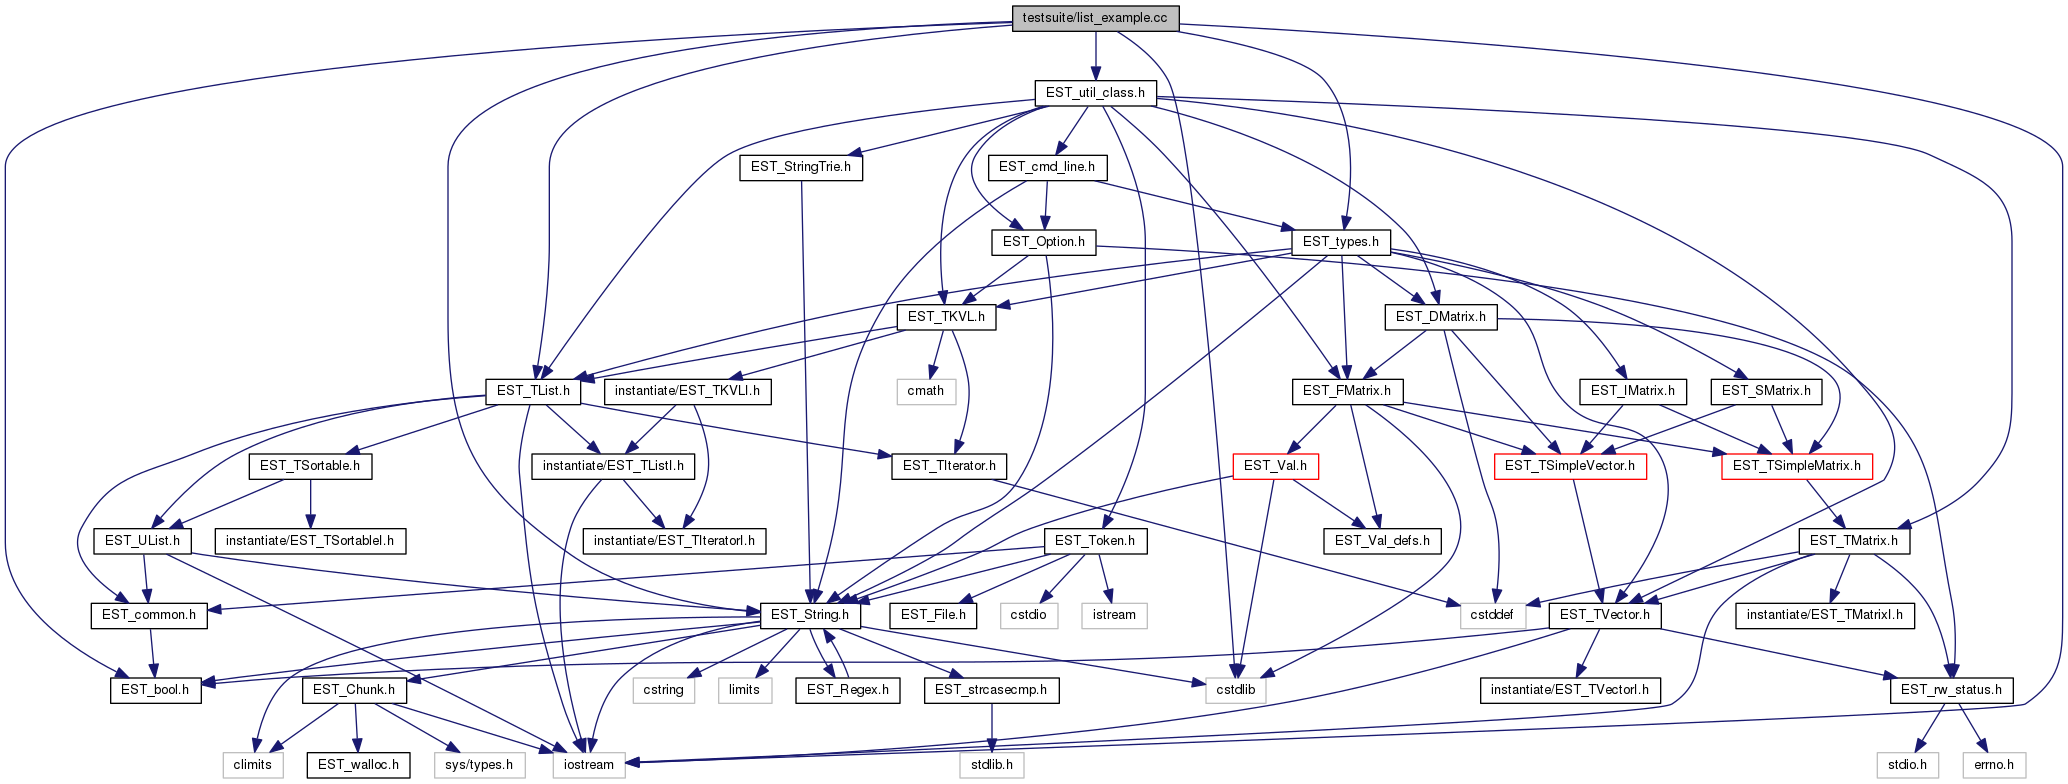 testsuite/list_example.cc
EST_util_class.h
EST_StringTrie.h
EST_cmd_line.h
EST_Option.h
EST_types.h
EST_TKVL.h
EST_DMatrix.h
EST_TList.h
instantiate/EST_TKVLI.h
cmath
EST_FMatrix.h
EST_IMatrix.h
EST_SMatrix.h
EST_TSortable.h
instantiate/EST_TListI.h
EST_TIterator.h
EST_Val.h
EST_TSimpleVector.h
EST_TSimpleMatrix.h
EST_UList.h
instantiate/EST_TSortableI.h
instantiate/EST_TIteratorI.h
EST_Token.h
EST_Val_defs.h
EST_TMatrix.h
EST_common.h
EST_String.h
EST_File.h
cstdio
istream
cstddef
EST_TVector.h
instantiate/EST_TMatrixI.h
EST_bool.h
EST_Chunk.h
cstring
limits
EST_Regex.h
EST_strcasecmp.h
cstdlib
instantiate/EST_TVectorI.h
EST_rw_status.h
climits
EST_walloc.h
sys/types.h
iostream
stdlib.h
stdio.h
errno.h